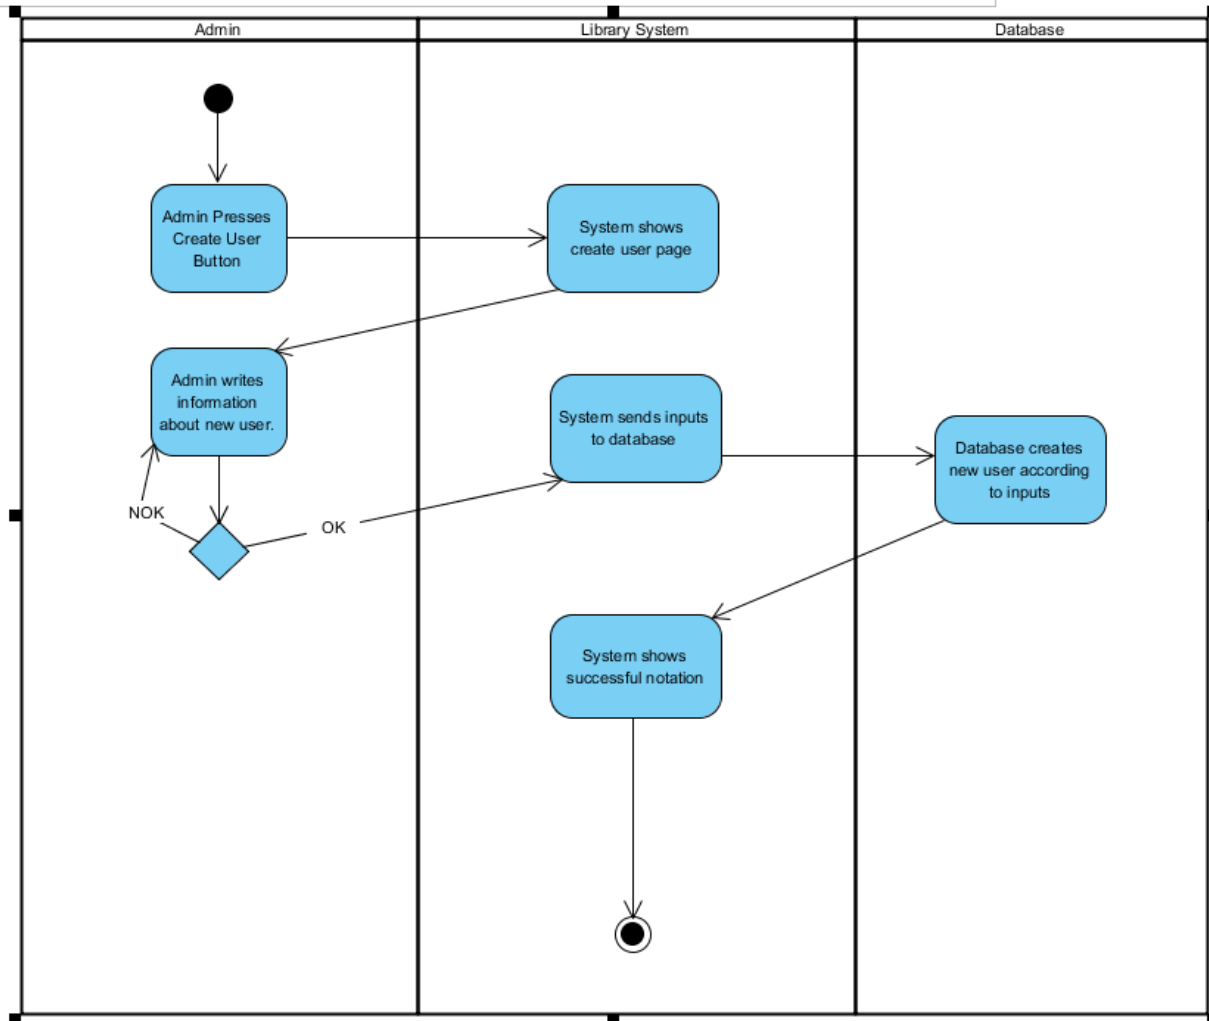 Admin
Library System
Database
Admin Presses
Create User
Button
System shows
create user page
Admin writes
information
about new user.
System sends inputs
to database
Database creates
new user according
to inputs
NOK
OK
System shows
successful notation